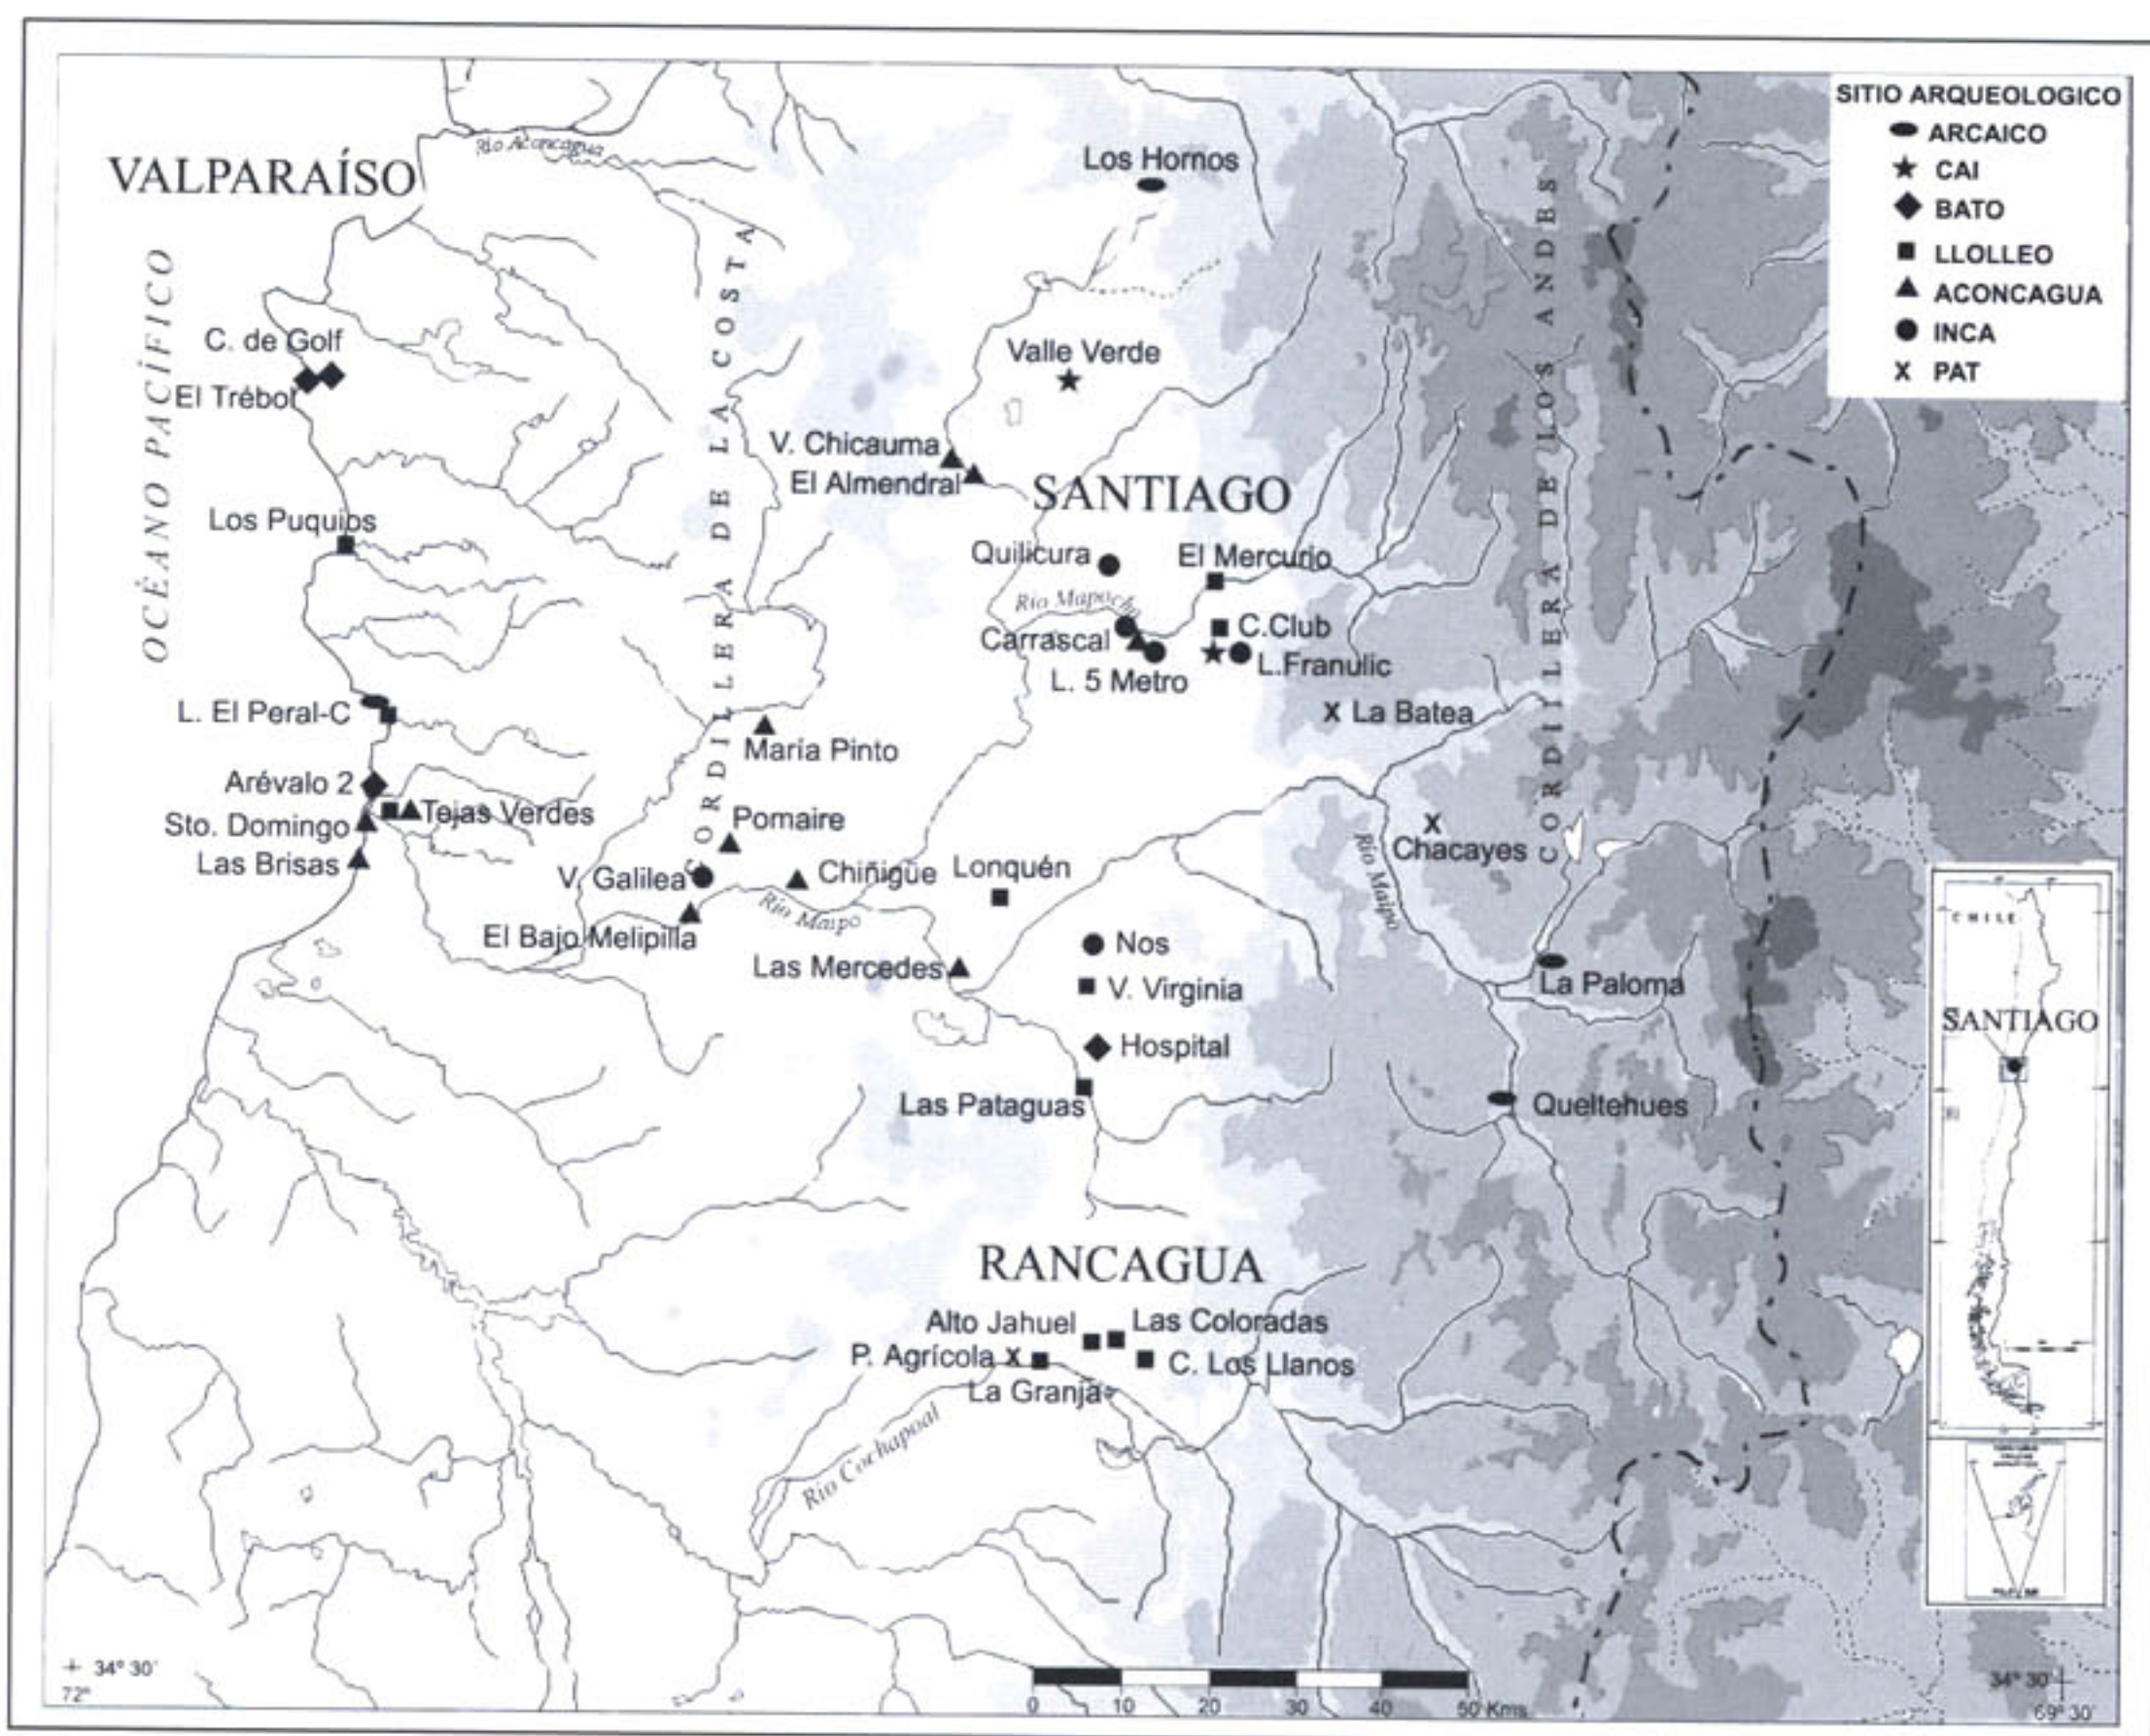 SITIO ARQUEOLOGICO
ARCAICO
CAI
BATO
LLOLLEO
ACONCAGUA
INCA
X PAT
VALPARAÍSO
Río Aconcagua
Los Hornos
OCÉANO PACÍFICO
CORDILLERA DE LA COSTA
CORDILLERA DE LOS ANDES
C. de Golf
El Trébol
Valle Verde
V. Chicauma
El Almendral
SANTIAGO
Los Puquios
Quilicura
El Mercurio
Río Mapocho
Carrascal
C.Club
L.Franulic
L. 5 Metro
L. El Peral-C
X La Batea
María Pinto
Arévalo 2
Tejas Verdes
Sto. Domingo
Pomaire
X
Chacayes
Las Brisas
V. Galilea
Chiñigüe
Lonquén
Río Maipo
Río Maipo
El Bajo Melipilla
Nos
Las Mercedes
La Paloma
V. Virginia
CHILE
SANTIAGO
Hospital
Las Pataguas
Queltehues
RANCAGUA
Alto Jahuel
Las Coloradas
P. Agrícola X
C. Los Llanos
La Granja
Río Cochapoal
34° 30'
72°
0 10 20 30 40 50 Kms
34° 30'
69° 30'